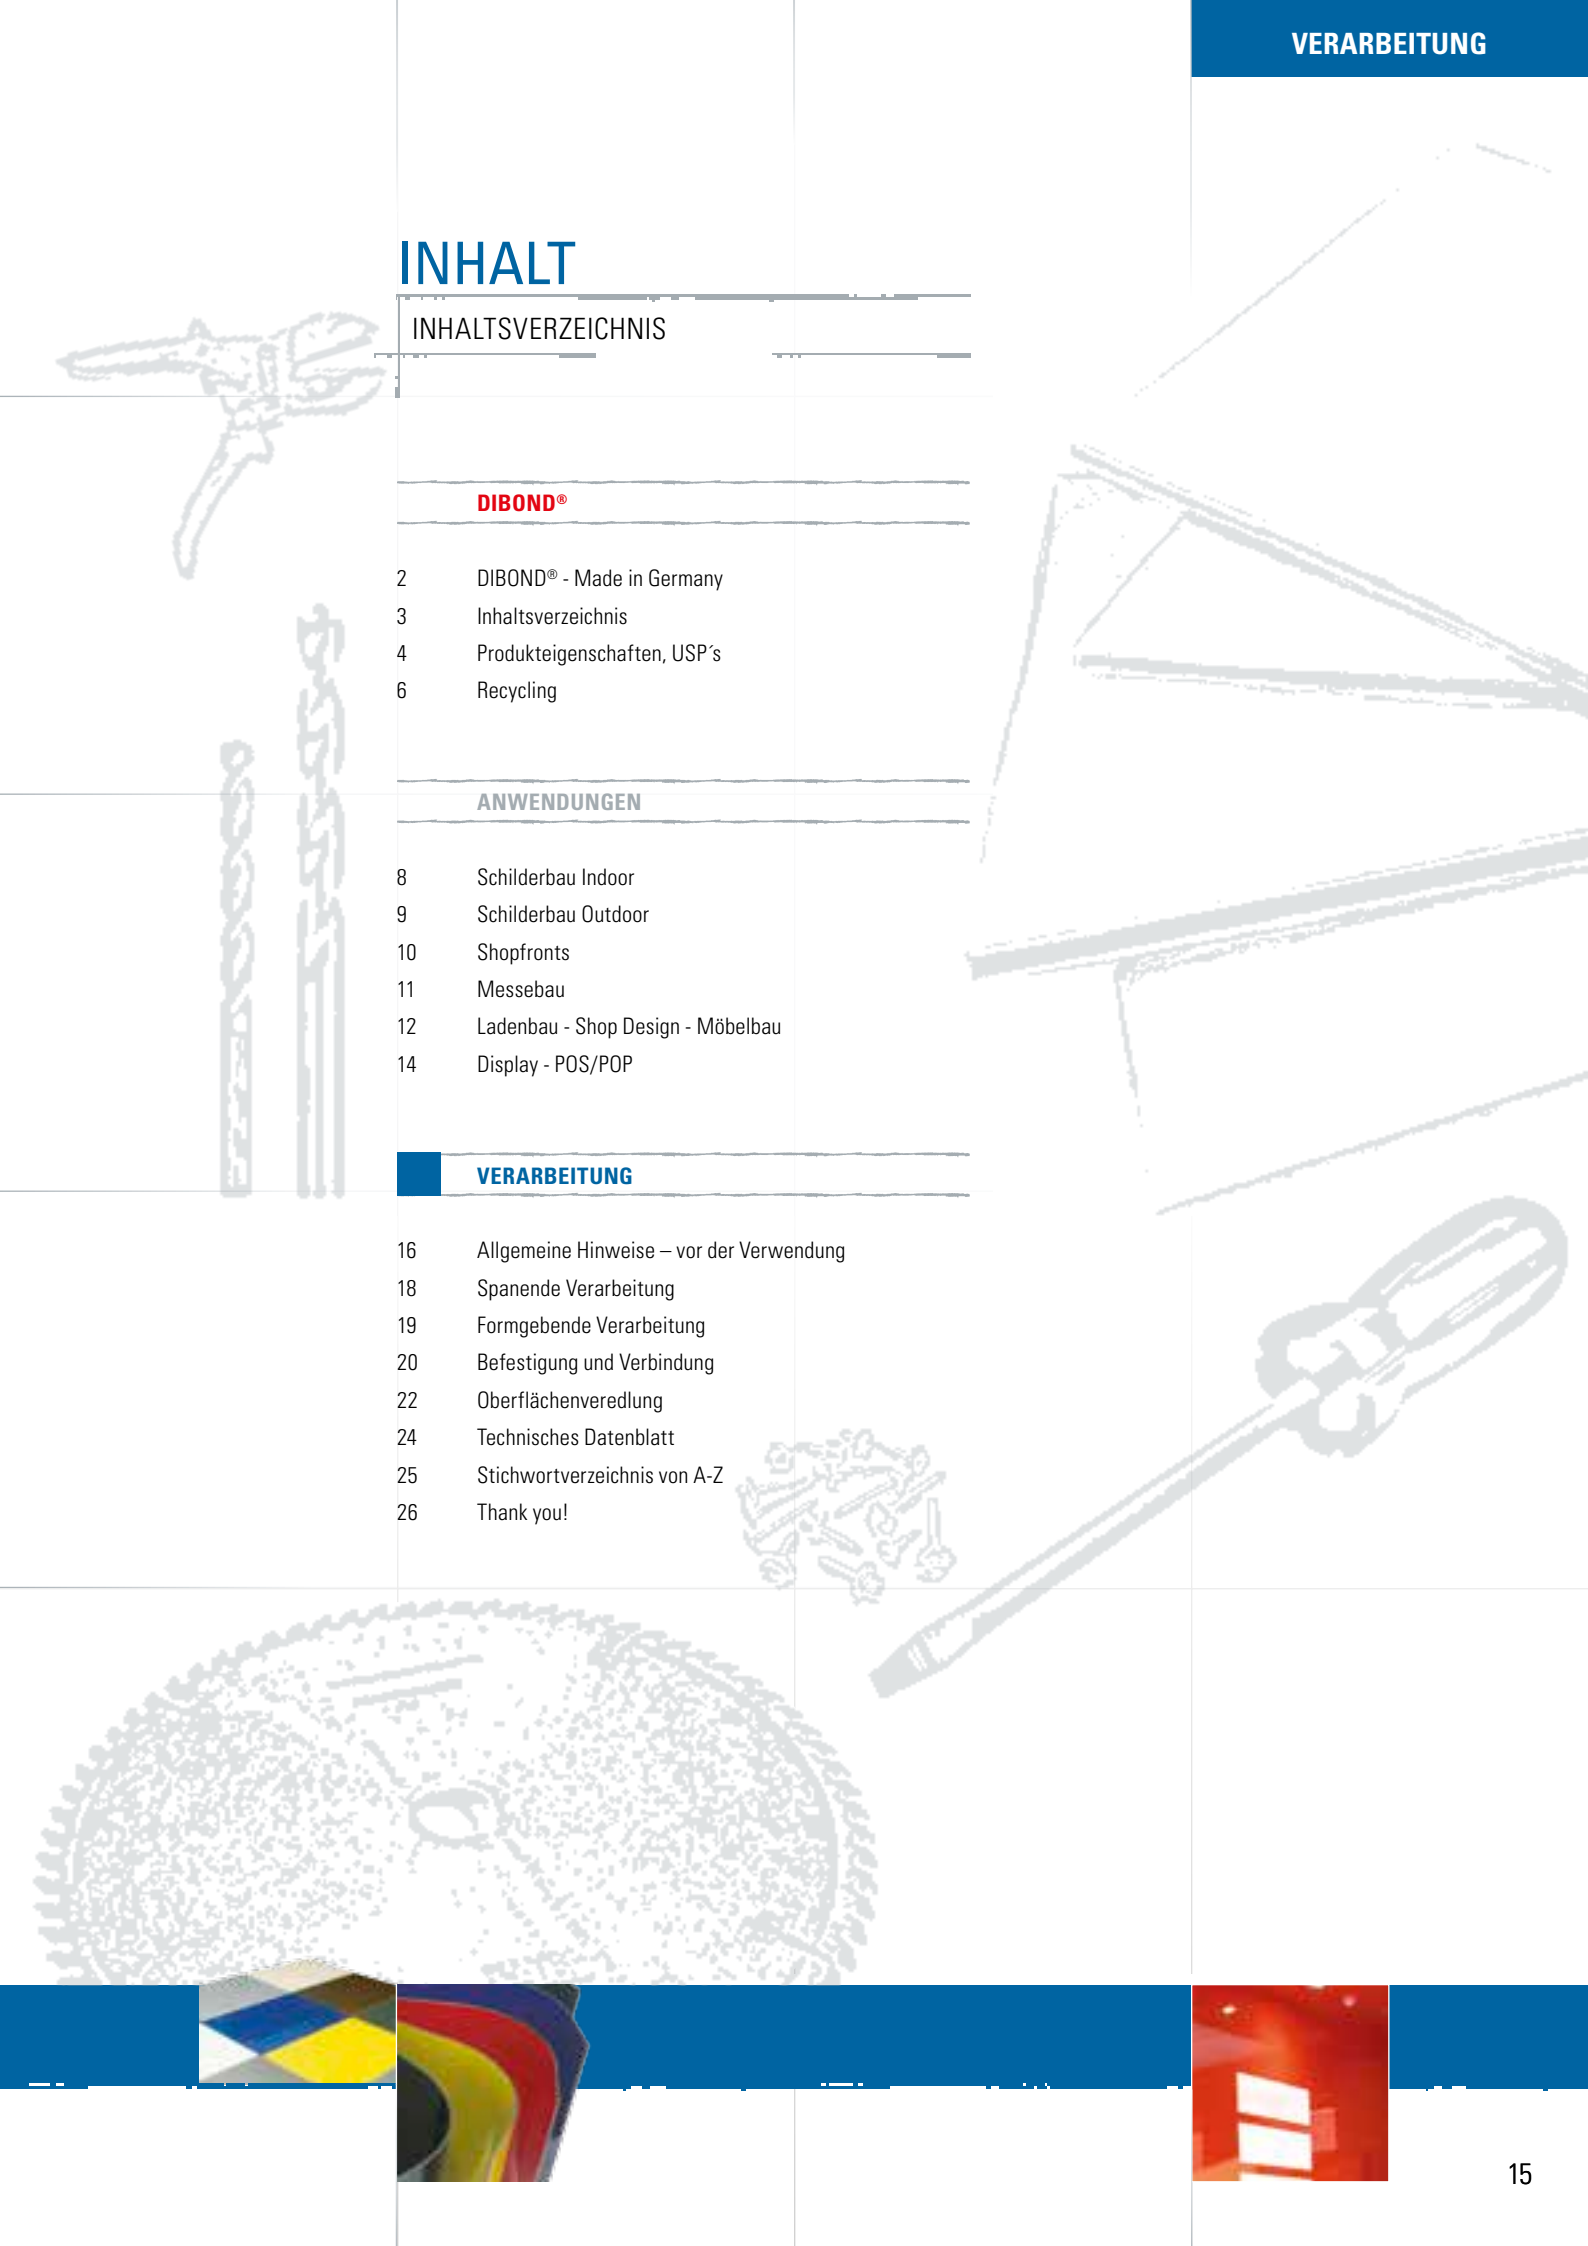 VERARBEITUNG
INHALT
INHALTSVERZEICHNIS
DIBOND®
2 DIBOND® - Made in Germany
3 Inhaltsverzeichnis
4 Produkteigenschaften, USP´s
6 Recycling
ANWENDUNGEN
8 Schilderbau Indoor
9 Schilderbau Outdoor
10 Shopfronts
11 Messebau
12 Ladenbau - Shop Design - Möbelbau
14 Display - POS/POP
VERARBEITUNG
16 Allgemeine Hinweise – vor der Verwendung
18 Spanende Verarbeitung
19 Formgebende Verarbeitung
20 Befestigung und Verbindung
22 Oberflächenveredlung
24 Technisches Datenblatt
25 Stichwortverzeichnis von A-Z
26 Thank you!
15